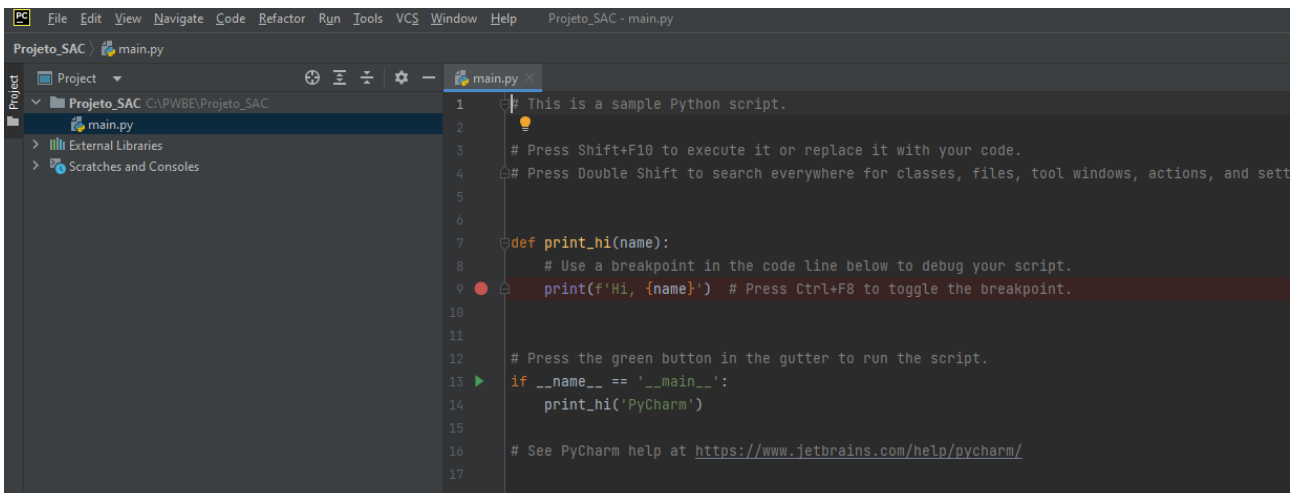 PC File Edit View Navigate Code Refactor Run Tools VCS Window Help Projeto_SAC - main.py
Projeto_SAC main.py
Project
Project
main.py ×
Projeto_SAC C:\PWBE\Projeto_SAC
main.py
External Libraries
Scratches and Consoles
1 # This is a sample Python script.
2
3 # Press Shift+F10 to execute it or replace it with your code.
4 # Press Double Shift to search everywhere for classes, files, tool windows, actions, and sett
5
6
7 def print_hi(name):
8 # Use a breakpoint in the code line below to debug your script.
9 print(f'Hi, {name}') # Press Ctrl+F8 to toggle the breakpoint.
10
11
12 # Press the green button in the gutter to run the script.
13 if __name__ == '__main__':
14 print_hi('PyCharm')
15
16 # See PyCharm help at https://www.jetbrains.com/help/pycharm/
17